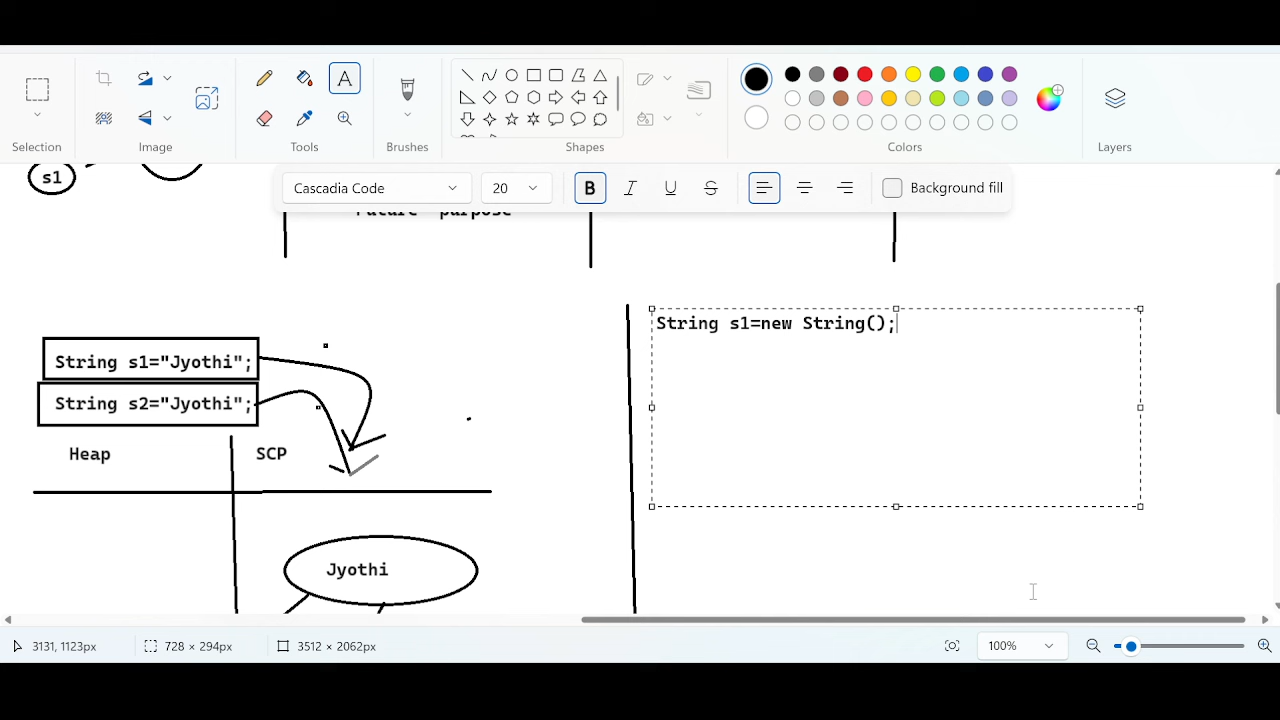 Selection
Image
Tools
Brushes
Shapes
Colors
Layers
s1
Cascadia Code
20
B
I
U
S
Background fill
purpose
String s1=new String();
String s1="Jyothi";
String s2="Jyothi";
Heap
SCP
Jyothi
3131, 1123px
728 × 294px
3512 × 2062px
100%